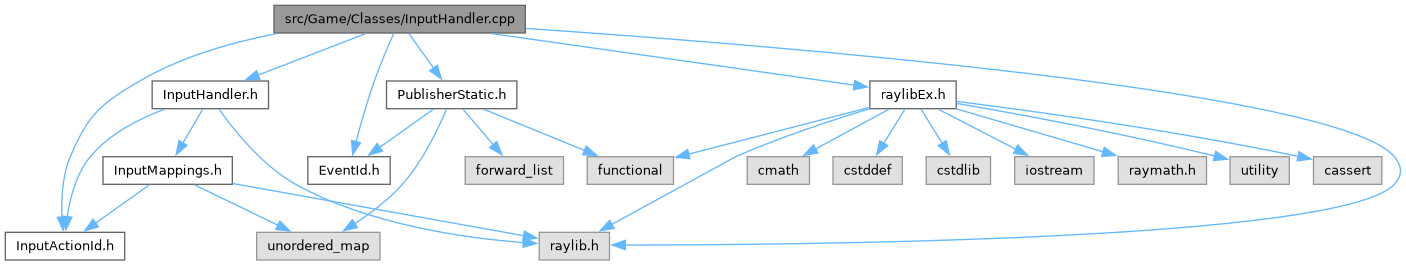 src/Game/Classes/InputHandler.cpp
InputHandler.h
PublisherStatic.h
raylibEx.h
InputMappings.h
EventId.h
forward_list
functional
cmath
cstddef
cstdlib
iostream
raymath.h
utility
cassert
InputActionId.h
unordered_map
raylib.h